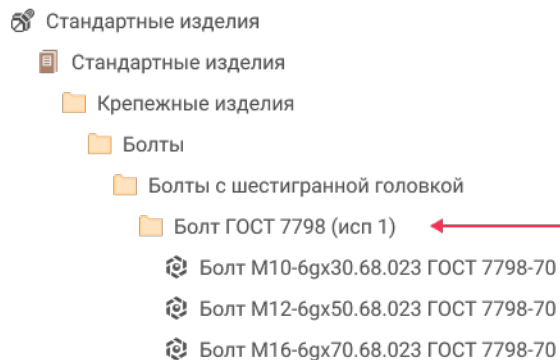 Стандартные изделия
Стандартные изделия
Крепежные изделия
Болты
Болты с шестигранной головкой
Болт ГОСТ 7798 (исп 1)
Болт М10-6gx30.68.023 ГОСТ 7798-70
Болт М12-6gx50.68.023 ГОСТ 7798-70
Болт М16-6gx70.68.023 ГОСТ 7798-70